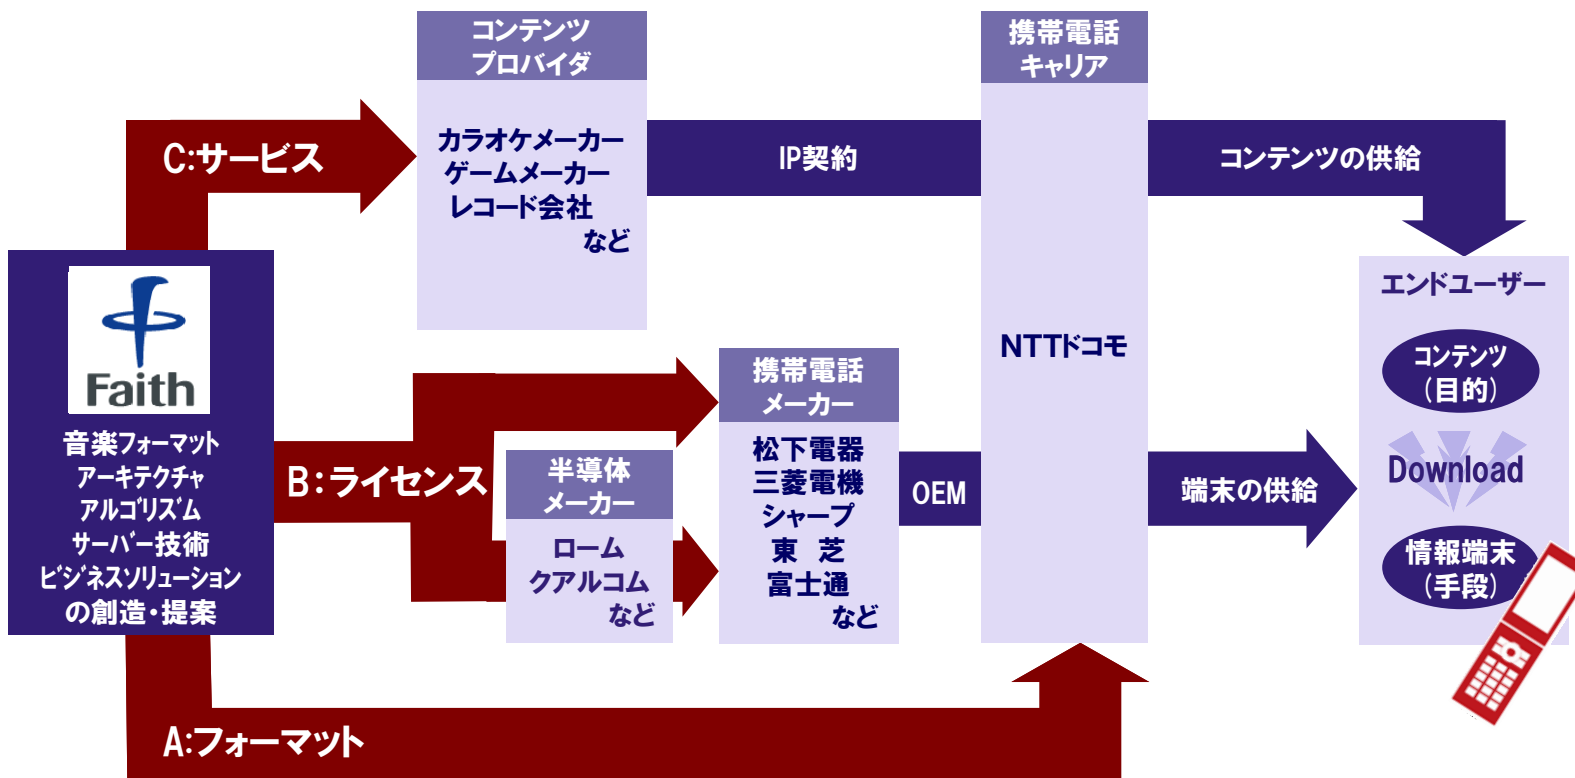 コンテンツ
プロバイダ
カラオケメーカー
ゲームメーカー
レコード会社
など
携帯電話
キャリア
NTTドコモ
C:サービス
IP契約
コンテンツの供給
Faith
音楽フォーマット
アーキテクチャ
アルゴリズム
サーバー技術
ビジネスソリューション
の創造・提案
B:ライセンス
半導体
メーカー
ローム
クアルコム
など
携帯電話
メーカー
松下電器
三菱電機
シャープ
東 芝
富士通
など
OEM
端末の供給
エンドユーザー
コンテンツ
(目的)
Download
情報端末
(手段)
A:フォーマット